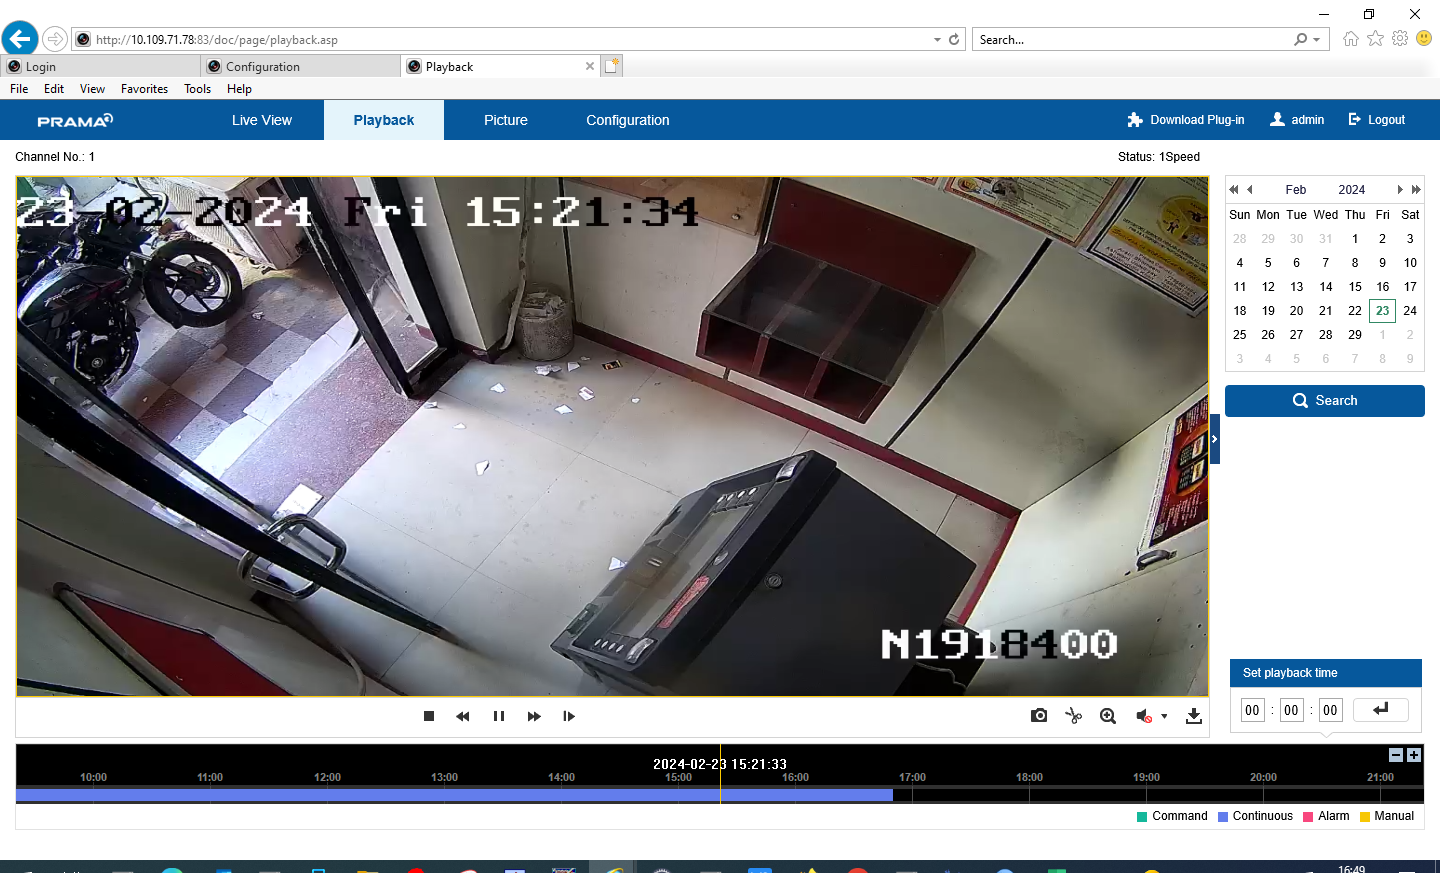 http://10.109.71.78:83/doc/page/playback.asp
Search...
Login
Configuration
Playback
File Edit View Favorites Tools Help
PRAMA
Live View
Playback
Picture
Configuration
Download Plug-in
admin
Logout
Channel No.: 1
Status: 1Speed
23-02-2024 Fri 15:21:34
N1918400
Feb 2024
Sun Mon Tue Wed Thu Fri Sat
28 29 30 31 1 2 3
4 5 6 7 8 9 10
11 12 13 14 15 16 17
18 19 20 21 22 23 24
25 26 27 28 29 1 2
3 4 5 6 7 8 9
Search
Set playback time
00 : 00 : 00
2024-02-23 15:21:33
10:00 11:00 12:00 13:00 14:00 15:00 16:00 17:00 18:00 19:00 20:00 21:00
Command Continuous Alarm Manual
16:49